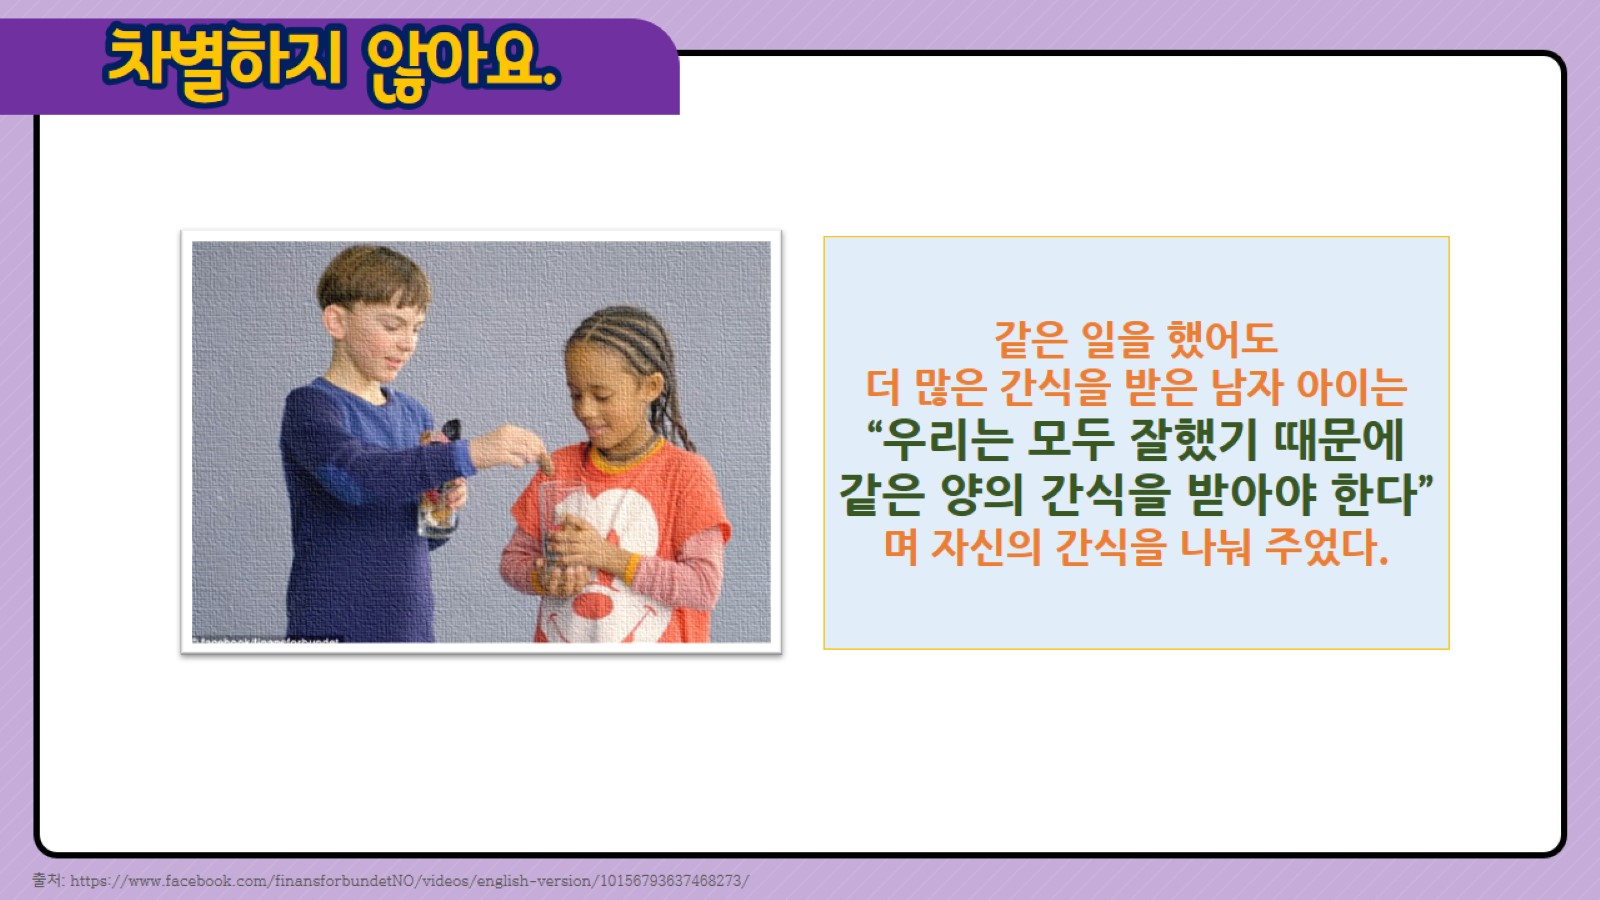 차별하지 않아요.
같은 일을 했어도
더 많은 간식을 받은 남자 아이는
“우리는 모두 잘했기 때문에
같은 양의 간식을 받아야 한다”
며 자신의 간식을 나눠 주었다.
facebook/finansforbundet
출처: https://www.facebook.com/finansforbundetNO/videos/english-version/10156793637468273/